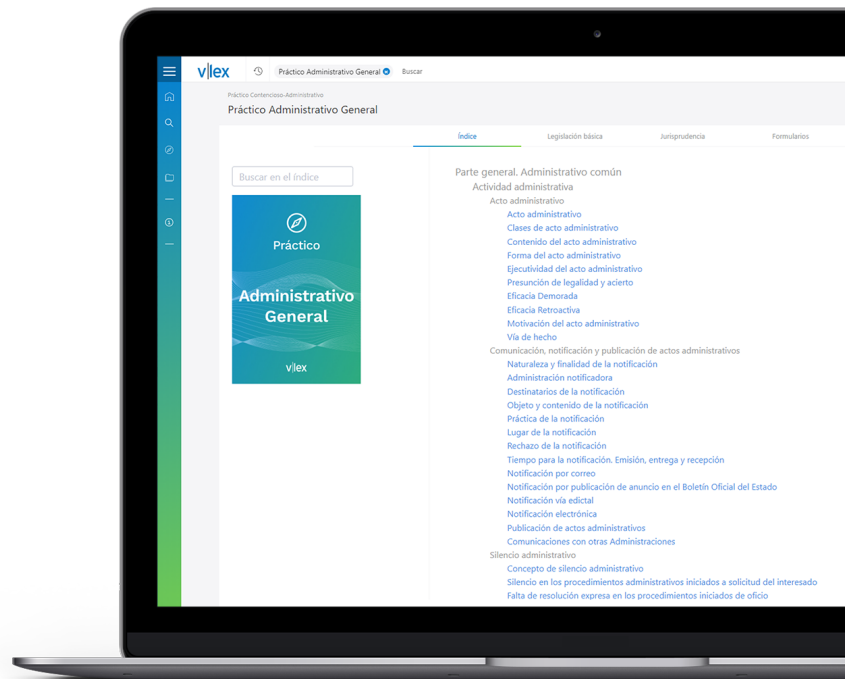 v|lex
Práctico Administrativo General
Buscar
Práctico Contencioso-Administrativo
Práctico Administrativo General
Índice
Legislación básica
Jurisprudencia
Formularios
Buscar en el índice
Práctico
Administrativo
General
v|lex
Parte general. Administrativo común
Actividad administrativa
Acto administrativo
Acto administrativo
Clases de acto administrativo
Contenido del acto administrativo
Forma del acto administrativo
Ejecutividad del acto administrativo
Presunción de legalidad y acierto
Eficacia Demorada
Eficacia Retroactiva
Motivación del acto administrativo
Vía de hecho
Comunicación, notificación y publicación de actos administrativos
Naturaleza y finalidad de la notificación
Administración notificadora
Destinatarios de la notificación
Objeto y contenido de la notificación
Práctica de la notificación
Lugar de la notificación
Rechazo de la notificación
Tiempo para la notificación. Emisión, entrega y recepción
Notificación por correo
Notificación por publicación de anuncio en el Boletín Oficial del Estado
Notificación vía edictal
Notificación electrónica
Publicación de actos administrativos
Comunicaciones con otras Administraciones
Silencio administrativo
Concepto de silencio administrativo
Silencio en los procedimientos administrativos iniciados a solicitud del interesado
Falta de resolución expresa en los procedimientos iniciados de oficio